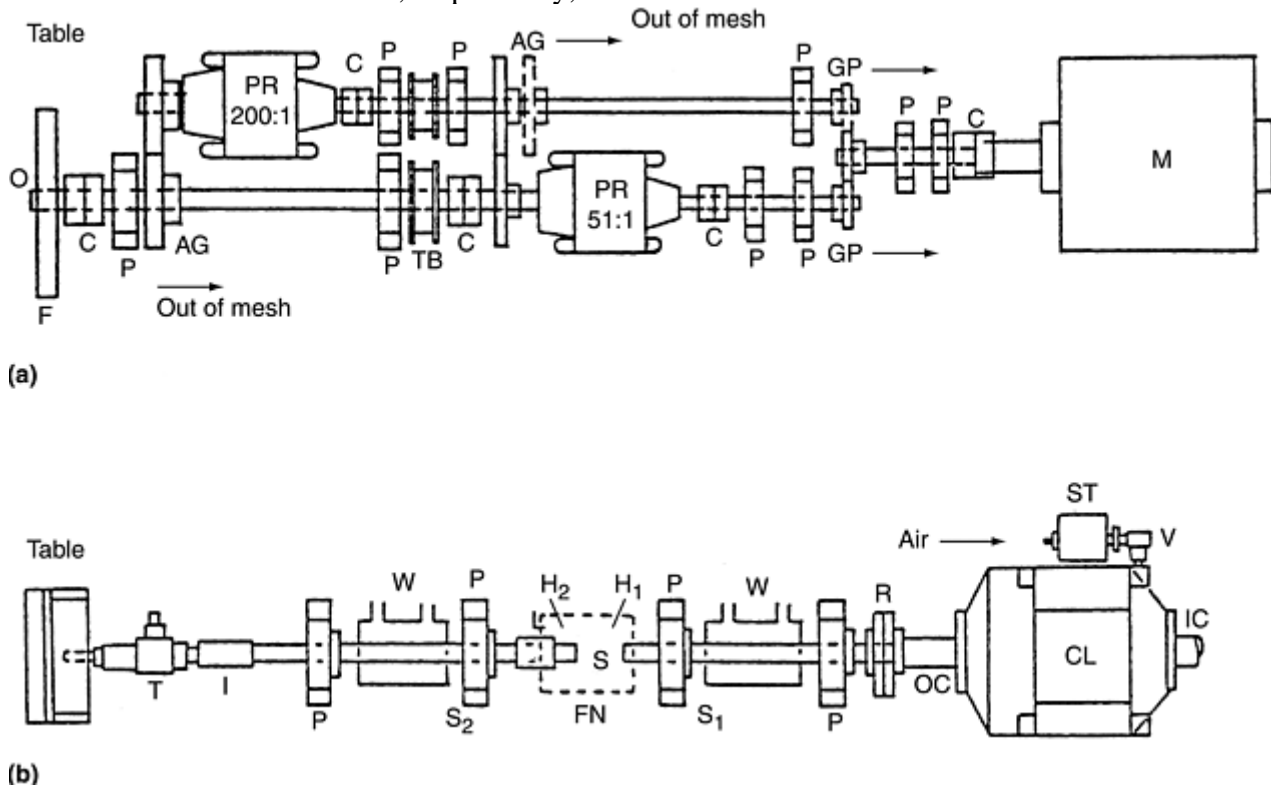 Out of mesh
Table
AG
P P P GP
C
PR
200:1
P P C
M
O
PR
51:1
C P AG P TB C C P P GP
F
Out of mesh
(a)
ST
Table
Air
V
W P H2 H1 P W R
IC
S
CL
T I
OC
P S2 FN S1 P
(b)